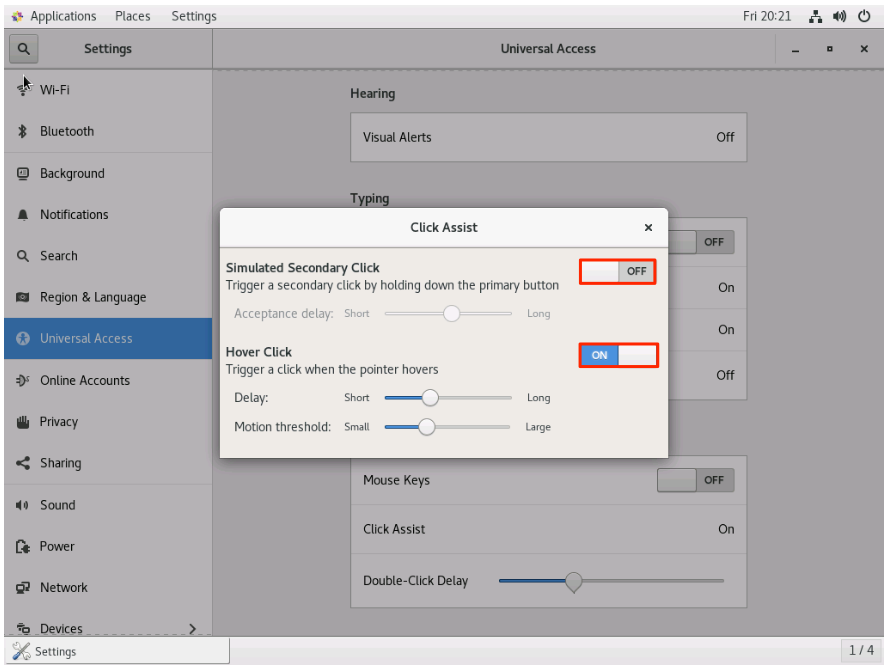 Applications Places Settings Fri 20:21
Settings Universal Access
Wi-Fi
Bluetooth
Background
Notifications
Search
Region & Language
Universal Access
Online Accounts
Privacy
Sharing
Sound
Power
Network
Devices
Hearing
Visual Alerts Off
Typing
OFF
On
On
Off
Click Assist
Simulated Secondary Click OFF
Trigger a secondary click by holding down the primary button
Acceptance delay: Short Long
Hover Click ON
Trigger a click when the pointer hovers
Delay: Short Long
Motion threshold: Small Large
Mouse Keys OFF
Click Assist On
Double-Click Delay
Settings 1 / 4